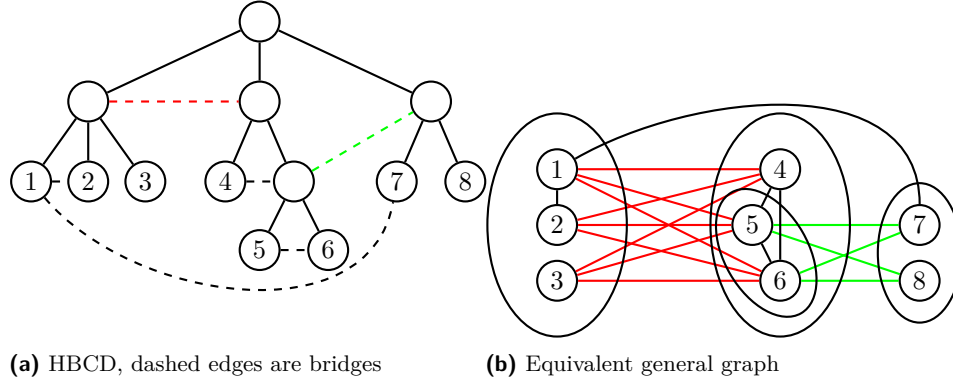 1 2 3 4 7 8
5 6
1 4
2 5 7
3 6 8
(a) HBCD, dashed edges are bridges
(b) Equivalent general graph